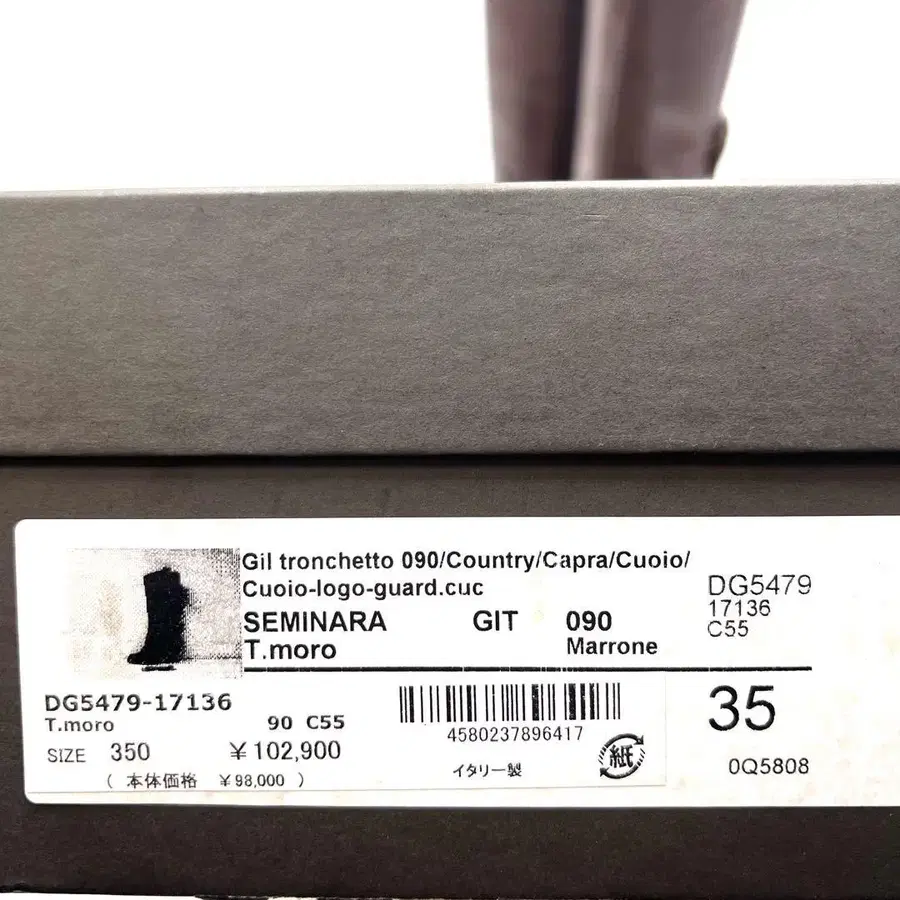 Gil tronchetto 090/Country/Capra/Cuoio/
Cuoio-logo-guard.cuc
SEMINARA GIT 090
T.moro Marrone
DG5479
17136
C55
DG5479-17136
T.moro 90 C55
SIZE 350 ¥102,900
( 本体価格 ¥98,000 )
4580237896417
イタリー製
紙
35
0Q5808